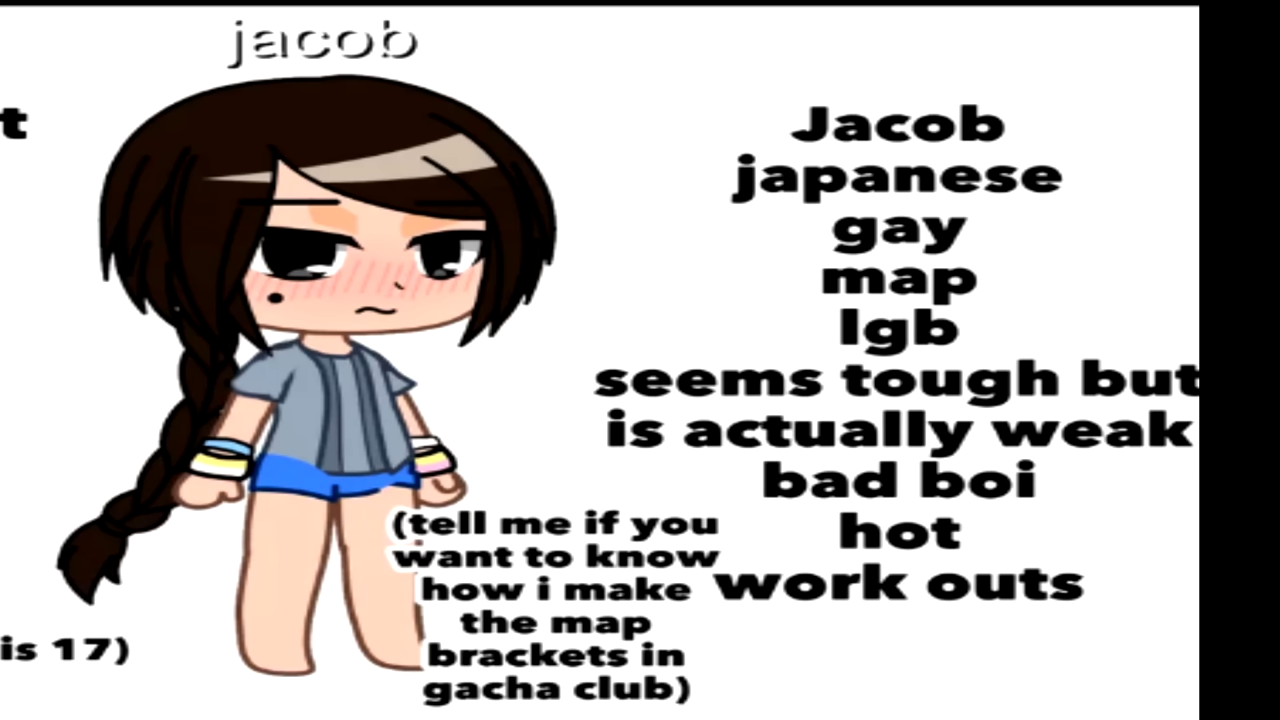 jacob
t
Jacob
japanese
gay
map
lgb
seems tough but
is actually weak
bad boi
hot
work outs
(tell me if you
want to know
how i make
the map
brackets in
gacha club)
is 17)